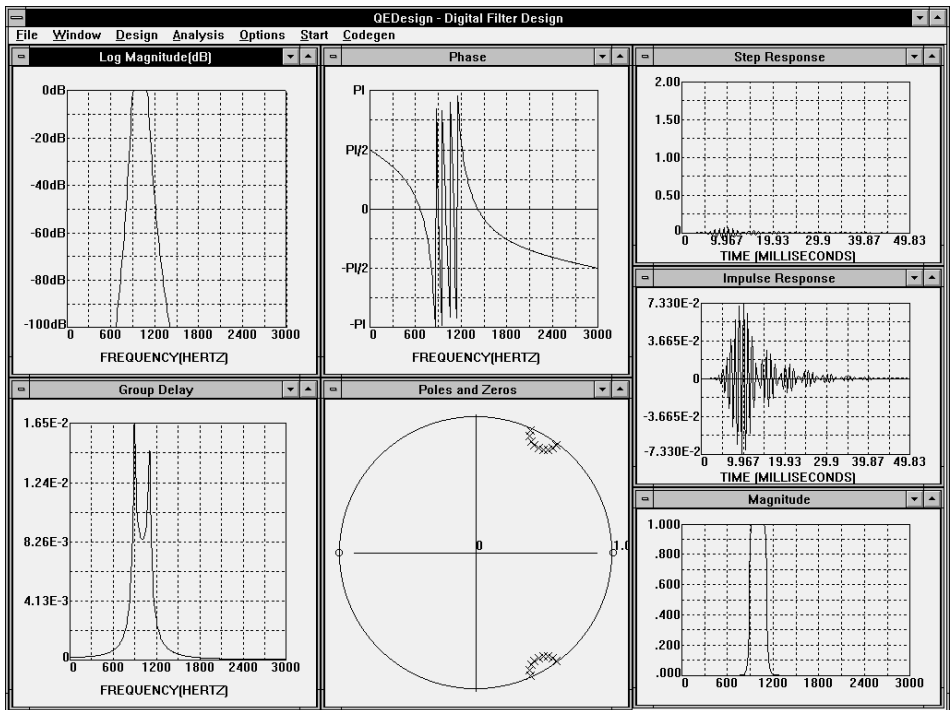 QEDesign - Digital Filter Design
File Window Design Analysis Options Start Codegen
Log Magnitude(dB)
0dB
-20dB
-40dB
-60dB
-80dB
-100dB
0 600 1200 1800 2400 3000
FREQUENCY(HERTZ)
Phase
PI
PI/2
0
-PI/2
-PI
0 600 1200 1800 2400 3000
FREQUENCY(HERTZ)
Step Response
2.00
1.50
1.00
0.50
0.00
0 9.967 19.93 29.9 39.87 49.83
TIME (MILLISECONDS)
Impulse Response
7.330E-2
3.665E-2
0
-3.665E-2
-7.330E-2
0 9.967 19.93 29.9 39.87 49.83
TIME (MILLISECONDS)
Group Delay
1.65E-2
1.24E-2
8.26E-3
4.13E-3
0
0 600 1200 1800 2400 3000
FREQUENCY(HERTZ)
Poles and Zeros
0 1.0
Magnitude
1.000
.800
.600
.400
.200
.000
0 600 1200 1800 2400 3000